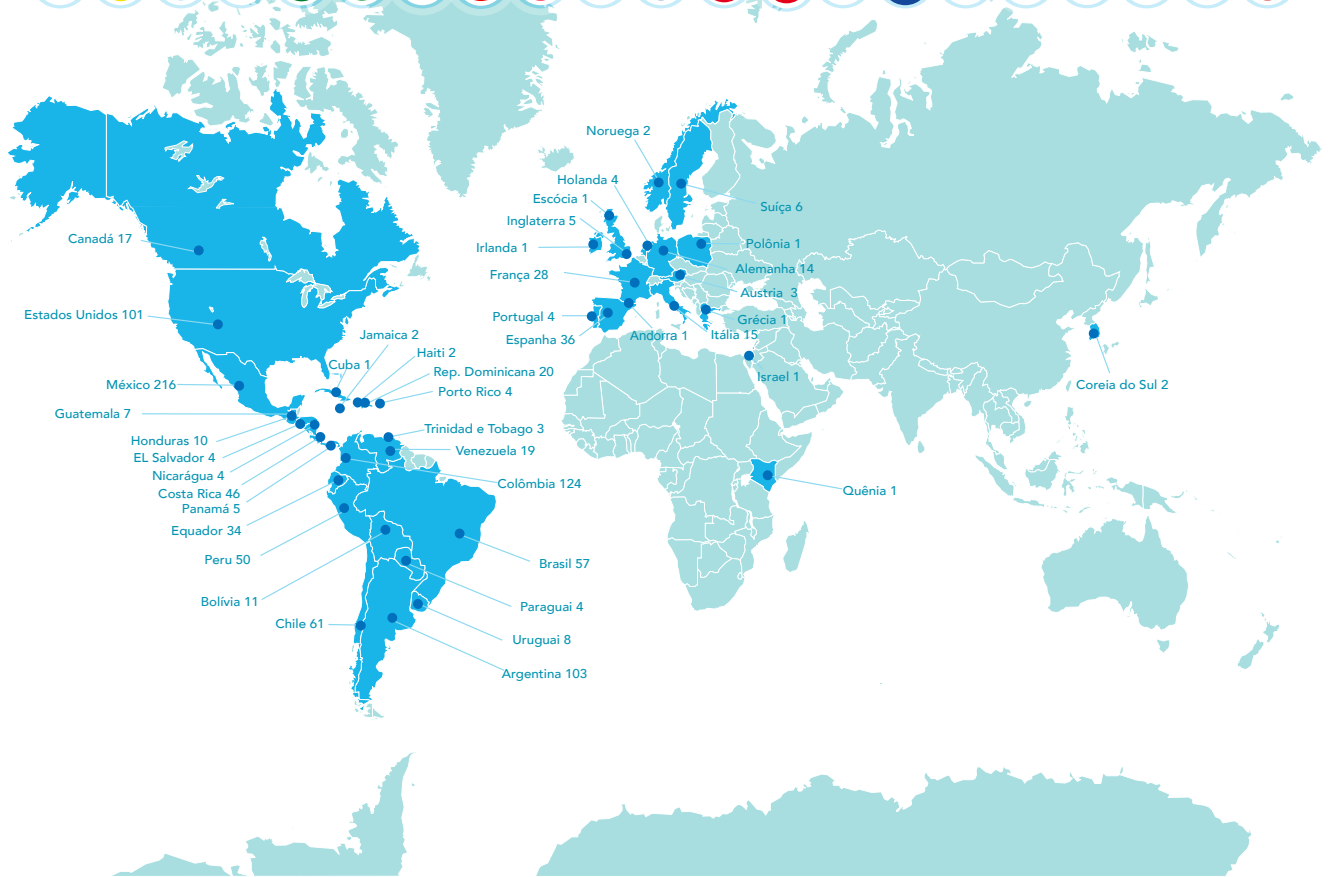 Noruega 2
Holanda 4
Escócia 1
Suíça 6
Inglaterra 5
Canadá 17
Irlanda 1
Polônia 1
Alemanha 14
França 28
Austria 3
Estados Unidos 101
Portugal 4
Grécia 1
Jamaica 2
Espanha 36
Andorra 1
Itália 15
Haiti 2
Cuba 1
Rep. Dominicana 20
Israel 1
México 216
Coreia do Sul 2
Porto Rico 4
Guatemala 7
Trinidad e Tobago 3
Honduras 10
Venezuela 19
EL Salvador 4
Nicarágua 4
Colômbia 124
Quênia 1
Costa Rica 46
Panamá 5
Equador 34
Peru 50
Brasil 57
Bolívia 11
Paraguai 4
Chile 61
Uruguai 8
Argentina 103